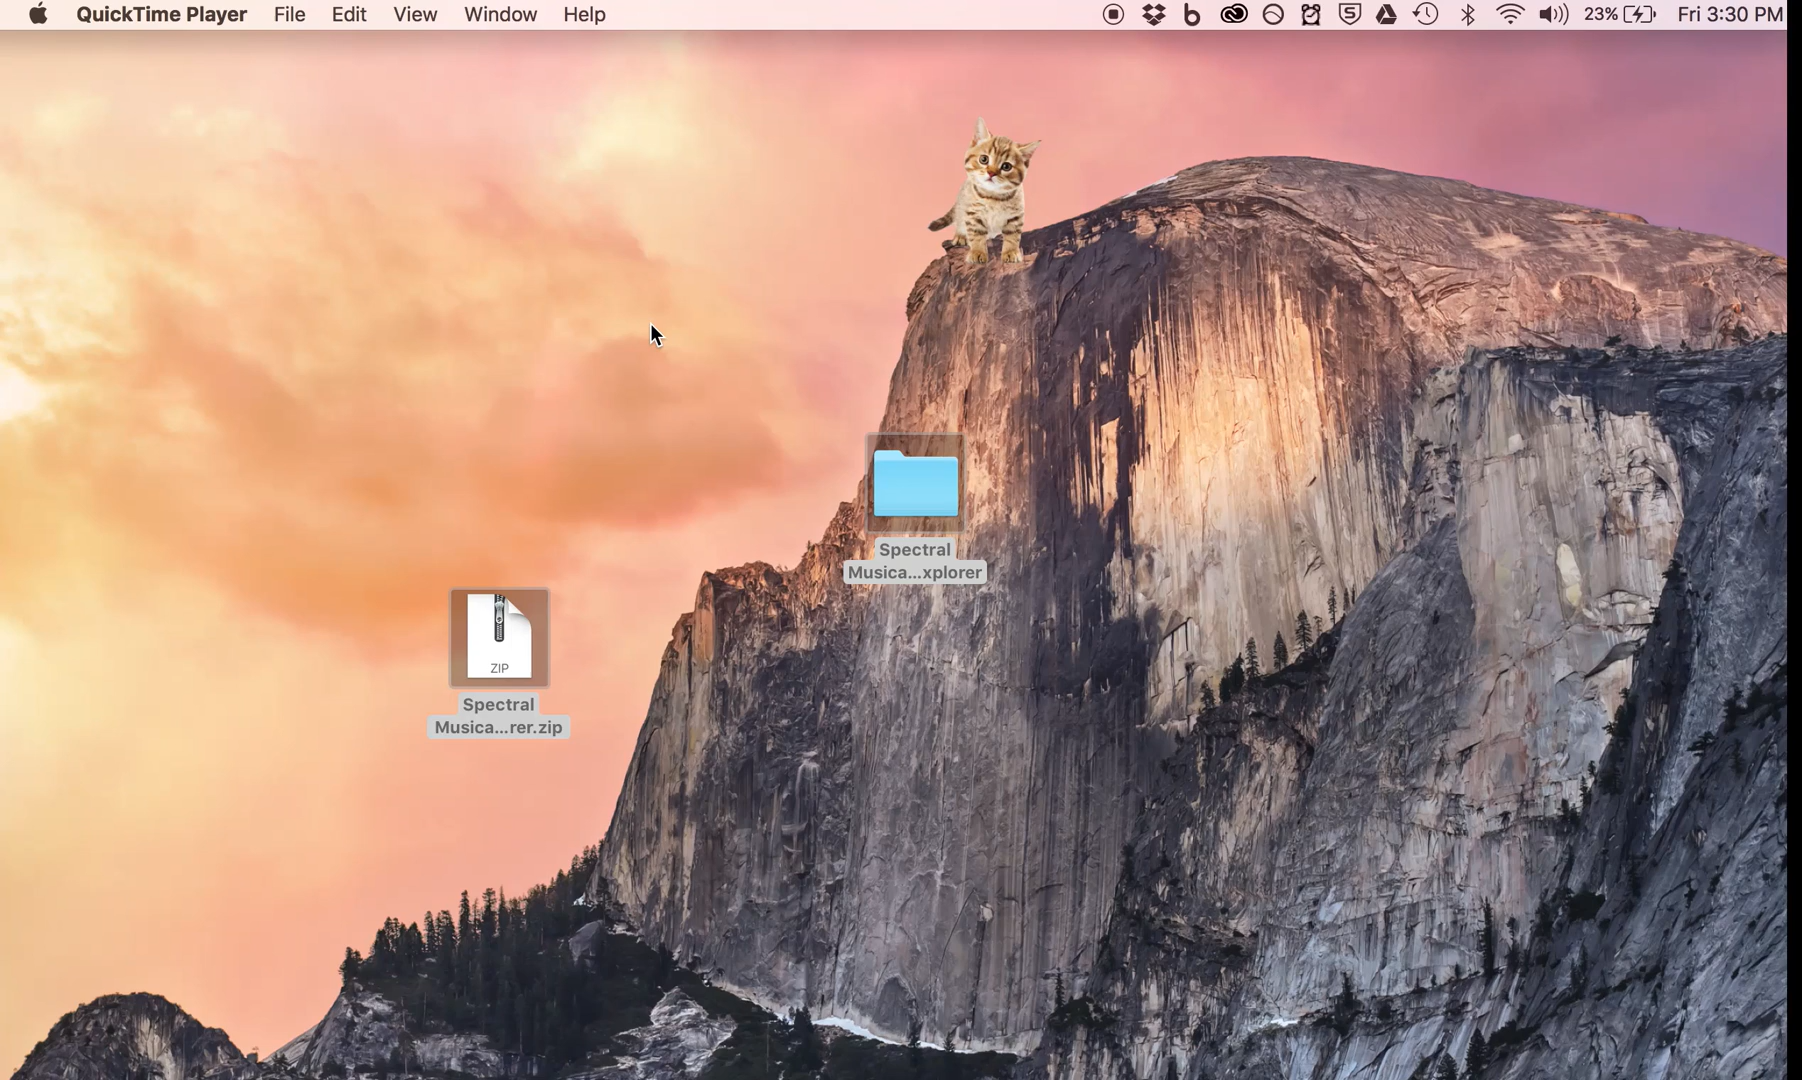 QuickTime Player File Edit View Window Help 23% Fri 3:30 PM
Spectral
Musica...xplorer
ZIP
Spectral
Musica...rer.zip